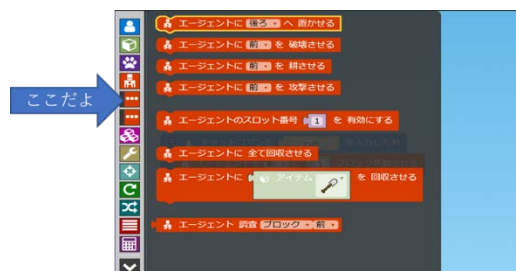 エージェントに 後ろ へ 置かせる
エージェントに 前 を 破壊させる
エージェントに 前 を 耕させる
ここだよ
エージェントに 前 を 攻撃させる
エージェントのスロット番号 1 を 有効にする
エージェントに 全て回収させる
エージェントに アイテム を 回収させる
エージェント 調査 ブロック 前